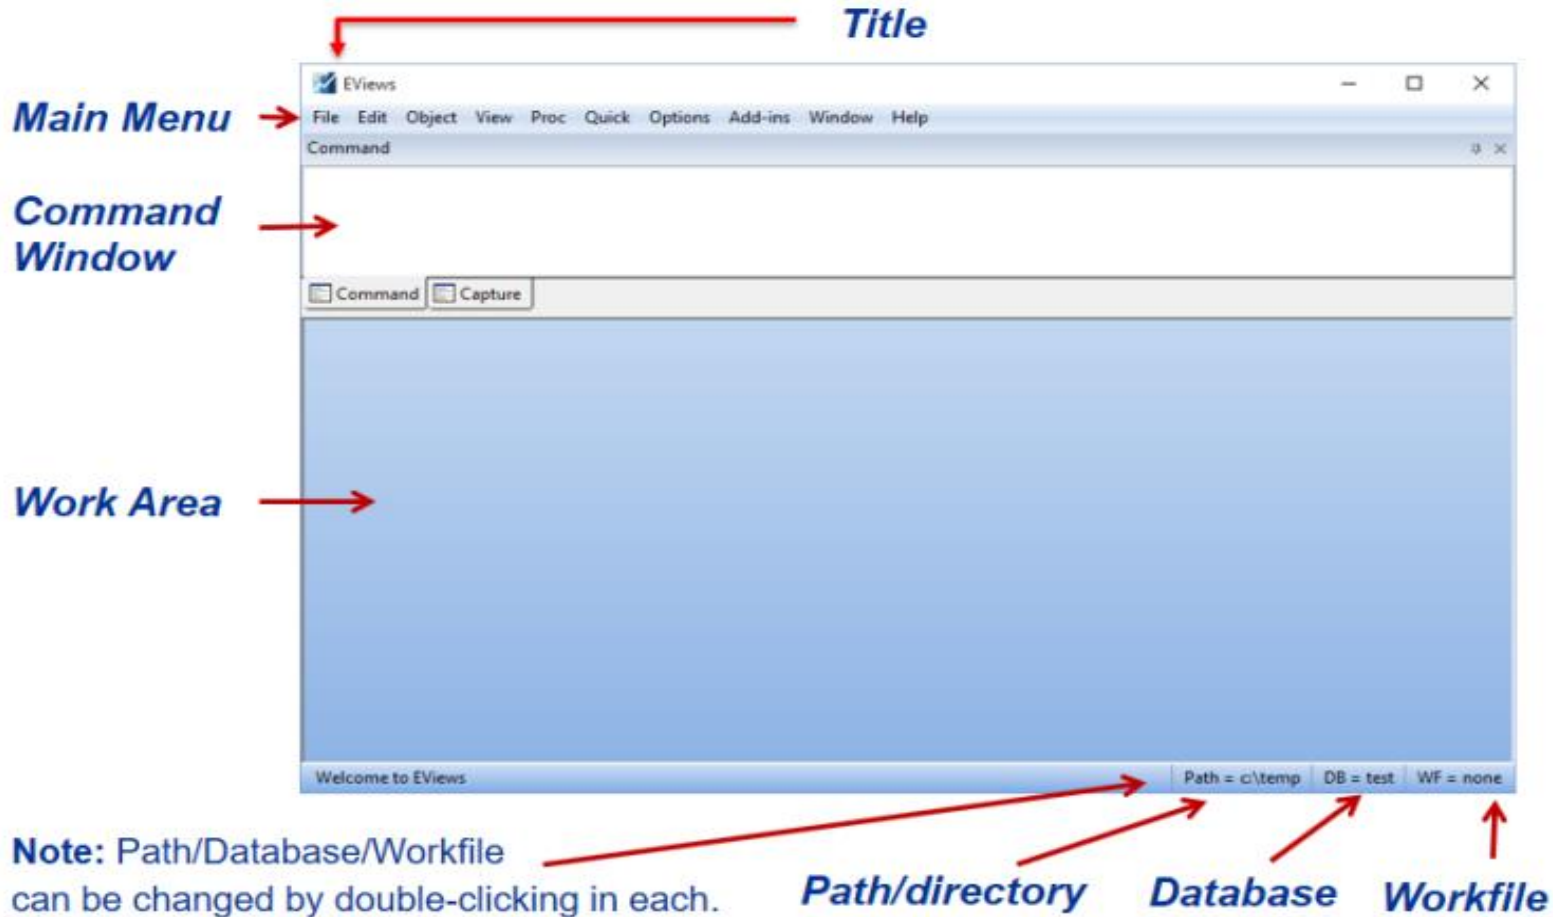 Title
EViews
Main Menu
File Edit Object View Proc Quick Options Add-ins Window Help
Command
Command
Window
Command Capture
Work Area
Welcome to EViews Path = c:\temp DB = test WF = none
Note: Path/Database/Workfile
can be changed by double-clicking in each.
Path/directory Database Workfile